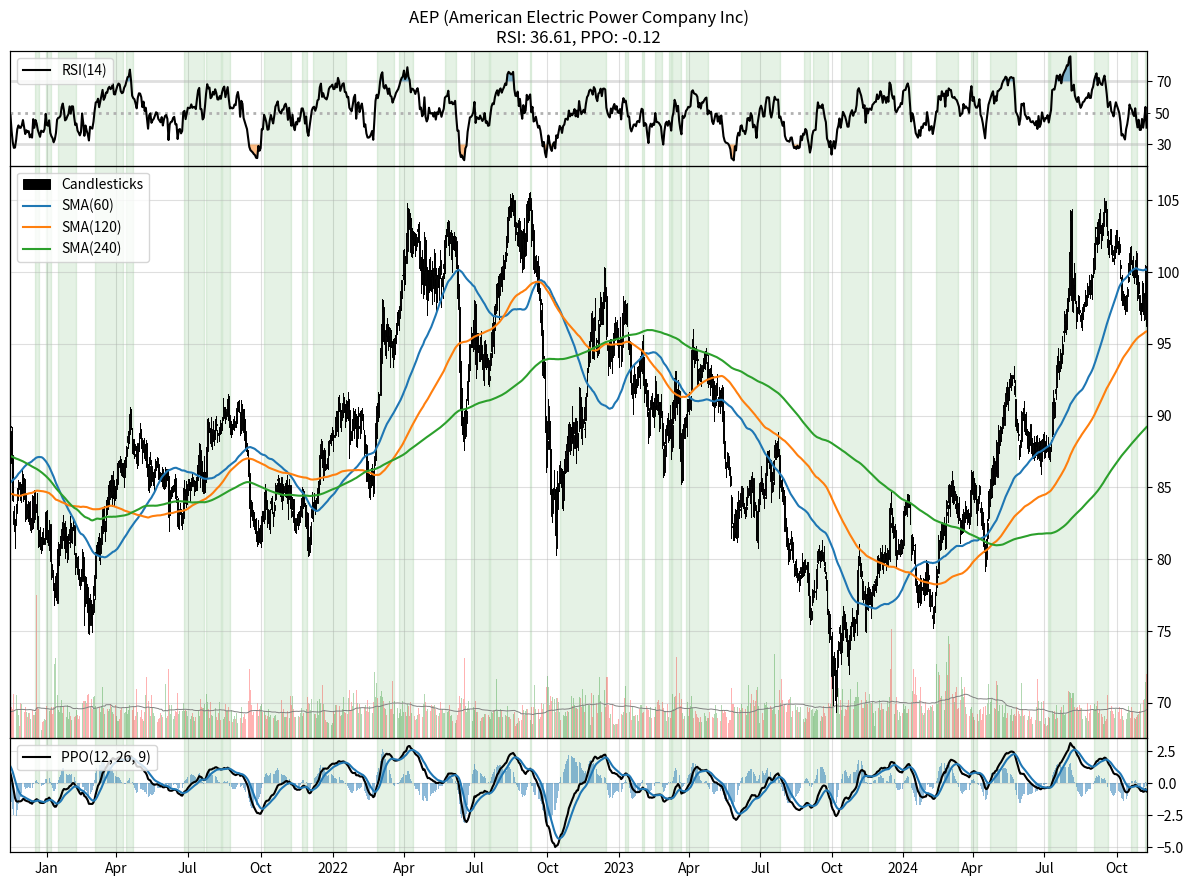 AEP (American Electric Power Company Inc)
RSI: 36.61, PPO: -0.12
RSI(14)
70
50
30
Candlesticks
SMA(60)
SMA(120)
SMA(240)
105
100
95
90
85
80
75
70
PPO(12, 26, 9)
2.5
0.0
-2.5
-5.0
Jan Apr Jul Oct 2022 Apr Jul Oct 2023 Apr Jul Oct 2024 Apr Jul Oct